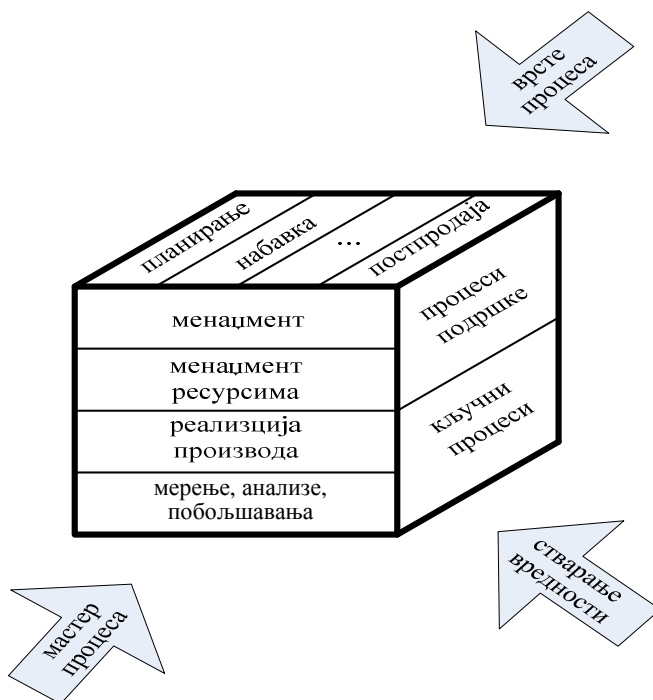 врсте
процеса
планирање
набавка
...
постпродаја
менаџмент
менаџмент
ресурсима
реализција
производа
мерење, анализе,
побољшавања
процеси
подршке
кључни
процеси
мастер
процеса
стварање
вредности